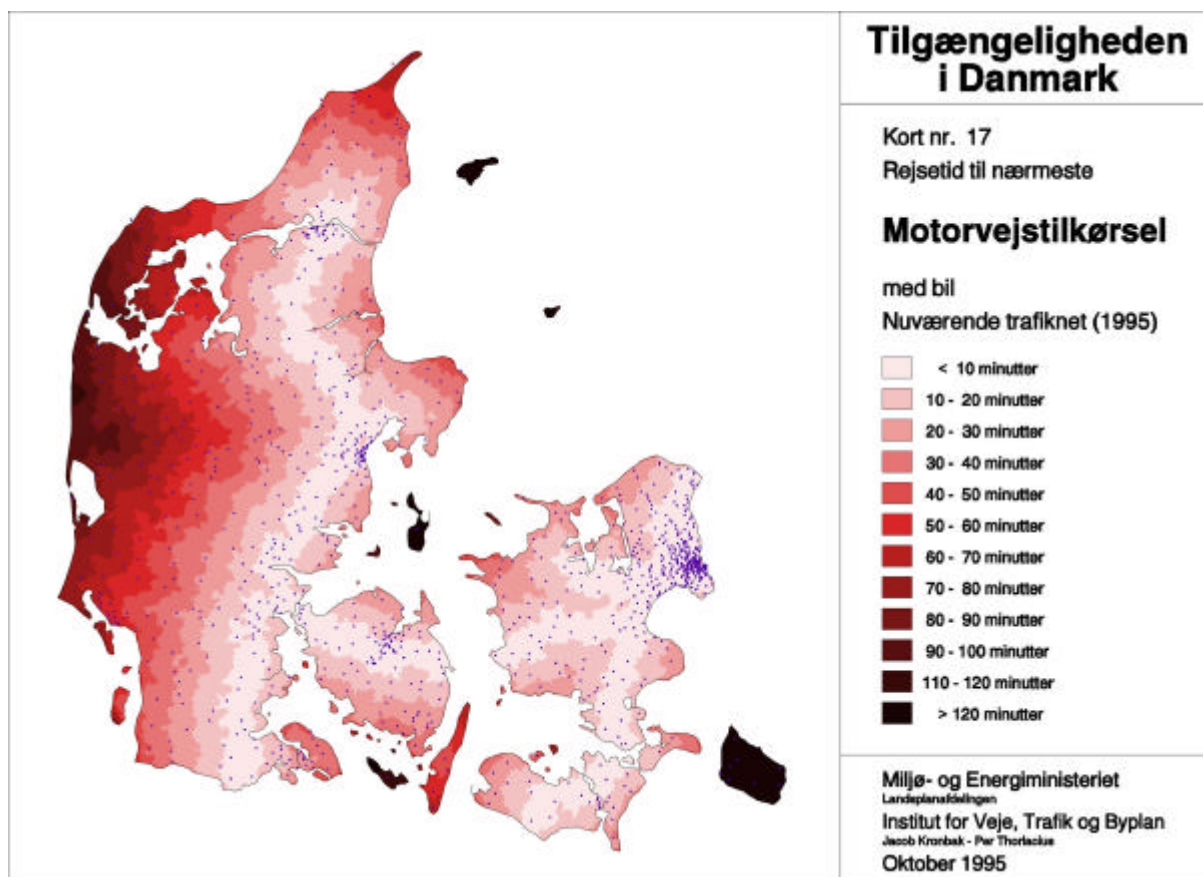 Tilgængeligheden
i Danmark
Kort nr. 17
Rejsetid til nærmeste
Motorvejstilkørsel
med bil
Nuværende trafiknet (1995)
< 10 minutter
10 - 20 minutter
20 - 30 minutter
30 - 40 minutter
40 - 50 minutter
50 - 60 minutter
60 - 70 minutter
70 - 80 minutter
80 - 90 minutter
90 - 100 minutter
110 - 120 minutter
> 120 minutter
Miljø- og Energiministeriet
Landsplanafdelingen
Institut for Veje, Trafik og Byplan
Jacob Kronbak - Per Thorlacius
Oktober 1995